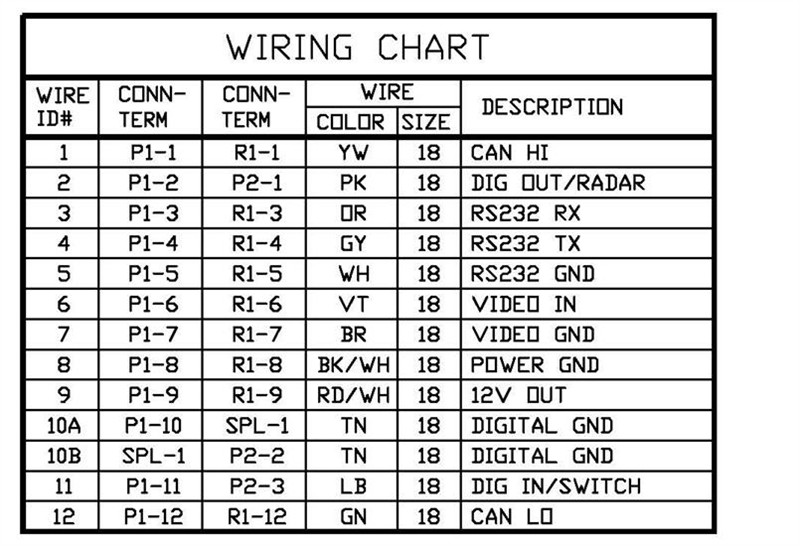 WIRING CHART
WIRE ID# CONN-TERM CONN-TERM WIRE COLOR SIZE DESCRIPTION
1 P1-1 R1-1 YW 18 CAN HI
2 P1-2 P2-1 PK 18 DIG OUT/RADAR
3 P1-3 R1-3 OR 18 RS232 RX
4 P1-4 R1-4 GY 18 RS232 TX
5 P1-5 R1-5 WH 18 RS232 GND
6 P1-6 R1-6 VT 18 VIDEO IN
7 P1-7 R1-7 BR 18 VIDEO GND
8 P1-8 R1-8 BK/WH 18 POWER GND
9 P1-9 R1-9 RD/WH 18 12V OUT
10A P1-10 SPL-1 TN 18 DIGITAL GND
10B SPL-1 P2-2 TN 18 DIGITAL GND
11 P1-11 P2-3 LB 18 DIG IN/SWITCH
12 P1-12 R1-12 GN 18 CAN LO